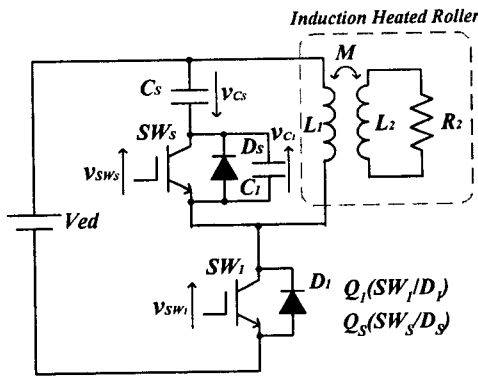 Induction Heated Roller
M
Cs
vCs
SWs
Ds
vC1
L1
L2
R2
vSWs
C1
Ved
SW1
D1
vSW1
Q1(SW1/D1)
QS(SWS/DS)